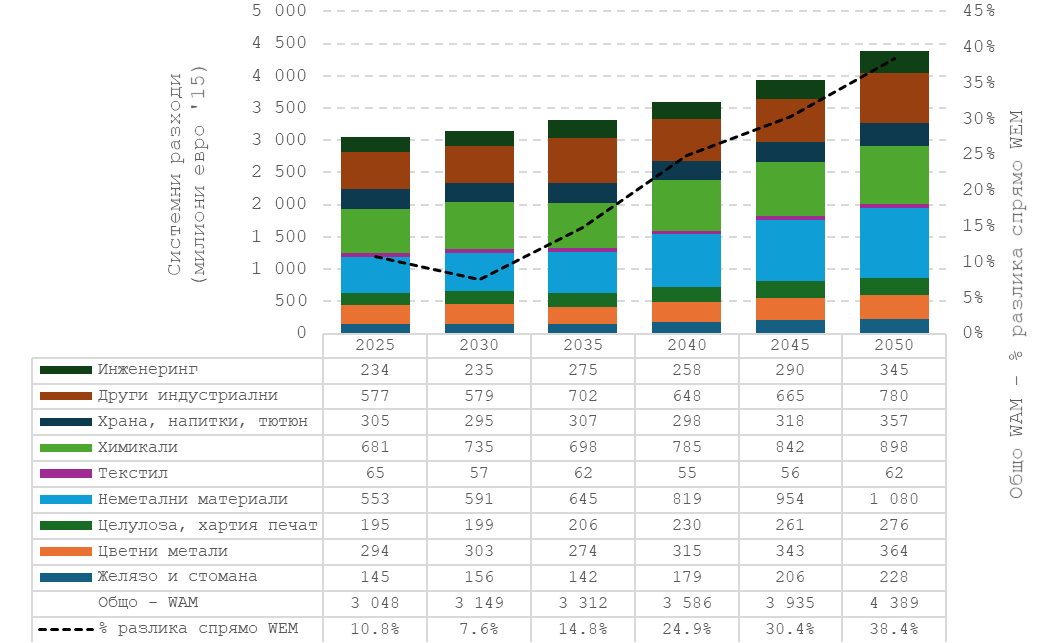 5 000
4 500
4 000
3 500
3 000
2 500
2 000
1 500
1 000
500
0
Системни разходи
(милиони евро '15)
45%
40%
35%
30%
25%
20%
15%
10%
5%
0%
Общо WAM – % разлика спрямо WEM
2025 2030 2035 2040 2045 2050
Инженеринг 234 235 275 258 290 345
Други индустриални 577 579 702 648 665 780
Храна, напитки, тютюн 305 295 307 298 318 357
Химикали 681 735 698 785 842 898
Текстил 65 57 62 55 56 62
Неметални материали 553 591 645 819 954 1 080
Целулоза, хартия печат 195 199 206 230 261 276
Цветни метали 294 303 274 315 343 364
Желязо и стомана 145 156 142 179 206 228
Общо – WAM 3 048 3 149 3 312 3 586 3 935 4 389
% разлика спрямо WEM 10.8% 7.6% 14.8% 24.9% 30.4% 38.4%